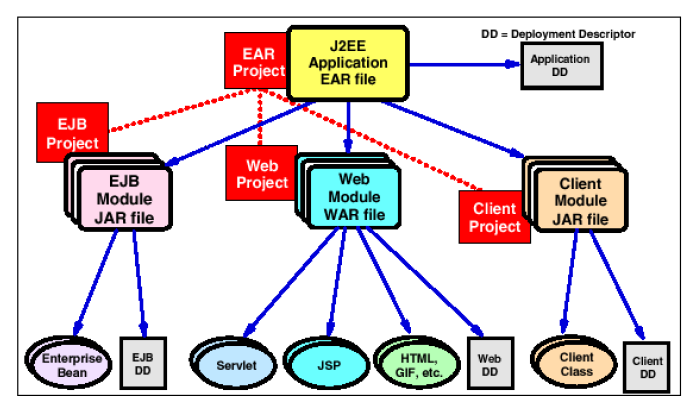 DD = Deployment Descriptor
EAR
Project
J2EE
Application
EAR file
Application
DD
EJB
Project
Web
Project
Client
Project
EJB
Module
JAR file
Web
Module
WAR file
Client Module
JAR file
Enterprise
Bean
EJB
DD
Servlet
JSP
HTML,
GIF, etc.
Web
DD
Client
Class
Client
DD